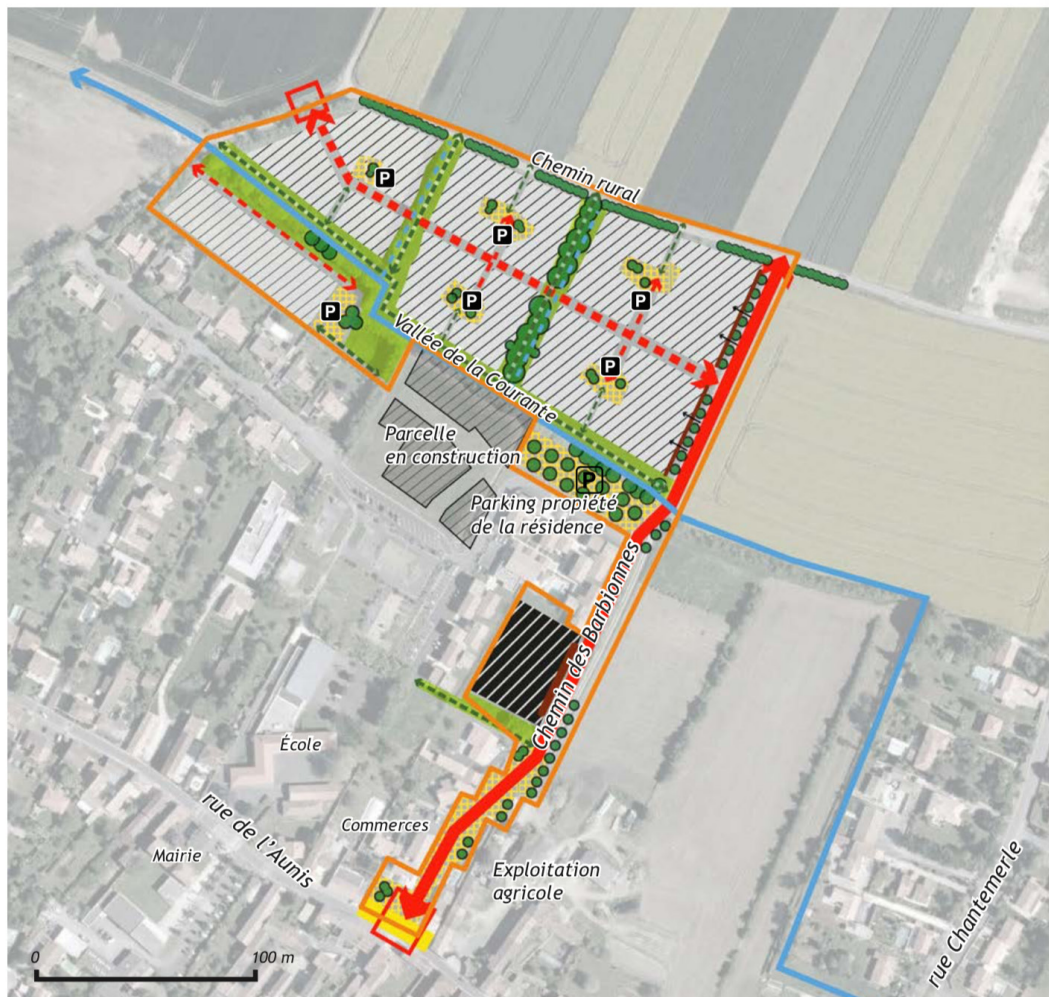 Chemin rural
P
P
P
P
P
P
P
Vallée de la Courante
Parcelle
en construction
P
Parking propiété
de la résidence
Chemin des Barbionnes
École
rue de l'Aunis
Commerces
Mairie
Exploitation
agricole
rue Chantemerle
0
100 m